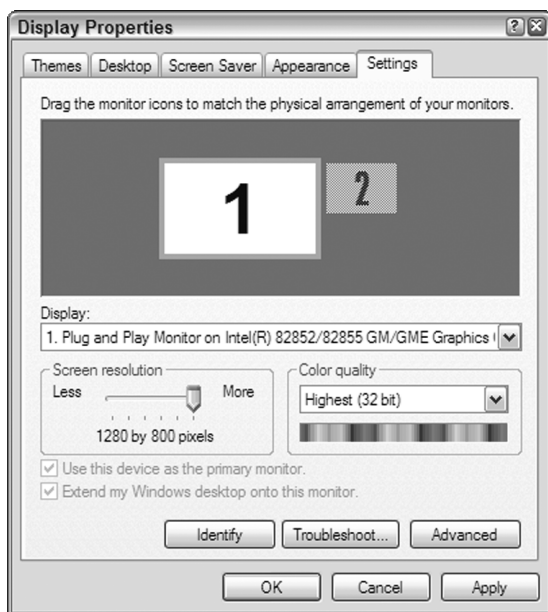 Display Properties
Themes Desktop Screen Saver Appearance Settings
Drag the monitor icons to match the physical arrangement of your monitors.
1 2
Display:
1. Plug and Play Monitor on Intel(R) 82852/82855 GM/GME Graphics
Screen resolution
Color quality
Less More
Highest (32 bit)
1280 by 800 pixels
Use this device as the primary monitor.
Extend my Windows desktop onto this monitor.
Identify Troubleshoot... Advanced
OK Cancel Apply